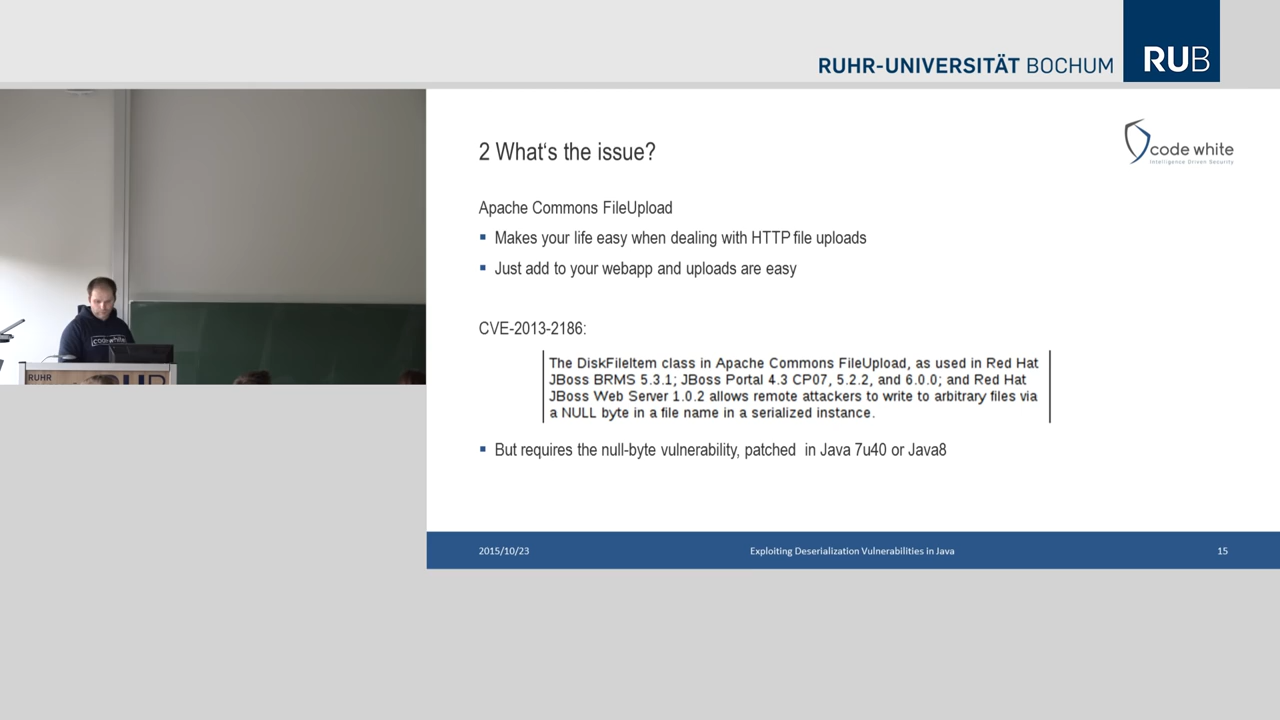 RUHR-UNIVERSITÄT BOCHUM
RUB
code white
Intelligence Driven Security
2 What‘s the issue?
Apache Commons FileUpload
▪ Makes your life easy when dealing with HTTP file uploads
▪ Just add to your webapp and uploads are easy
CVE-2013-2186:
The DiskFileItem class in Apache Commons FileUpload, as used in Red Hat
JBoss BRMS 5.3.1; JBoss Portal 4.3 CP07, 5.2.2, and 6.0.0; and Red Hat
JBoss Web Server 1.0.2 allows remote attackers to write to arbitrary files via
a NULL byte in a file name in a serialized instance.
▪ But requires the null-byte vulnerability, patched in Java 7u40 or Java8
2015/10/23
Exploiting Deserialization Vulnerabilities in Java
15
code white
RUHR